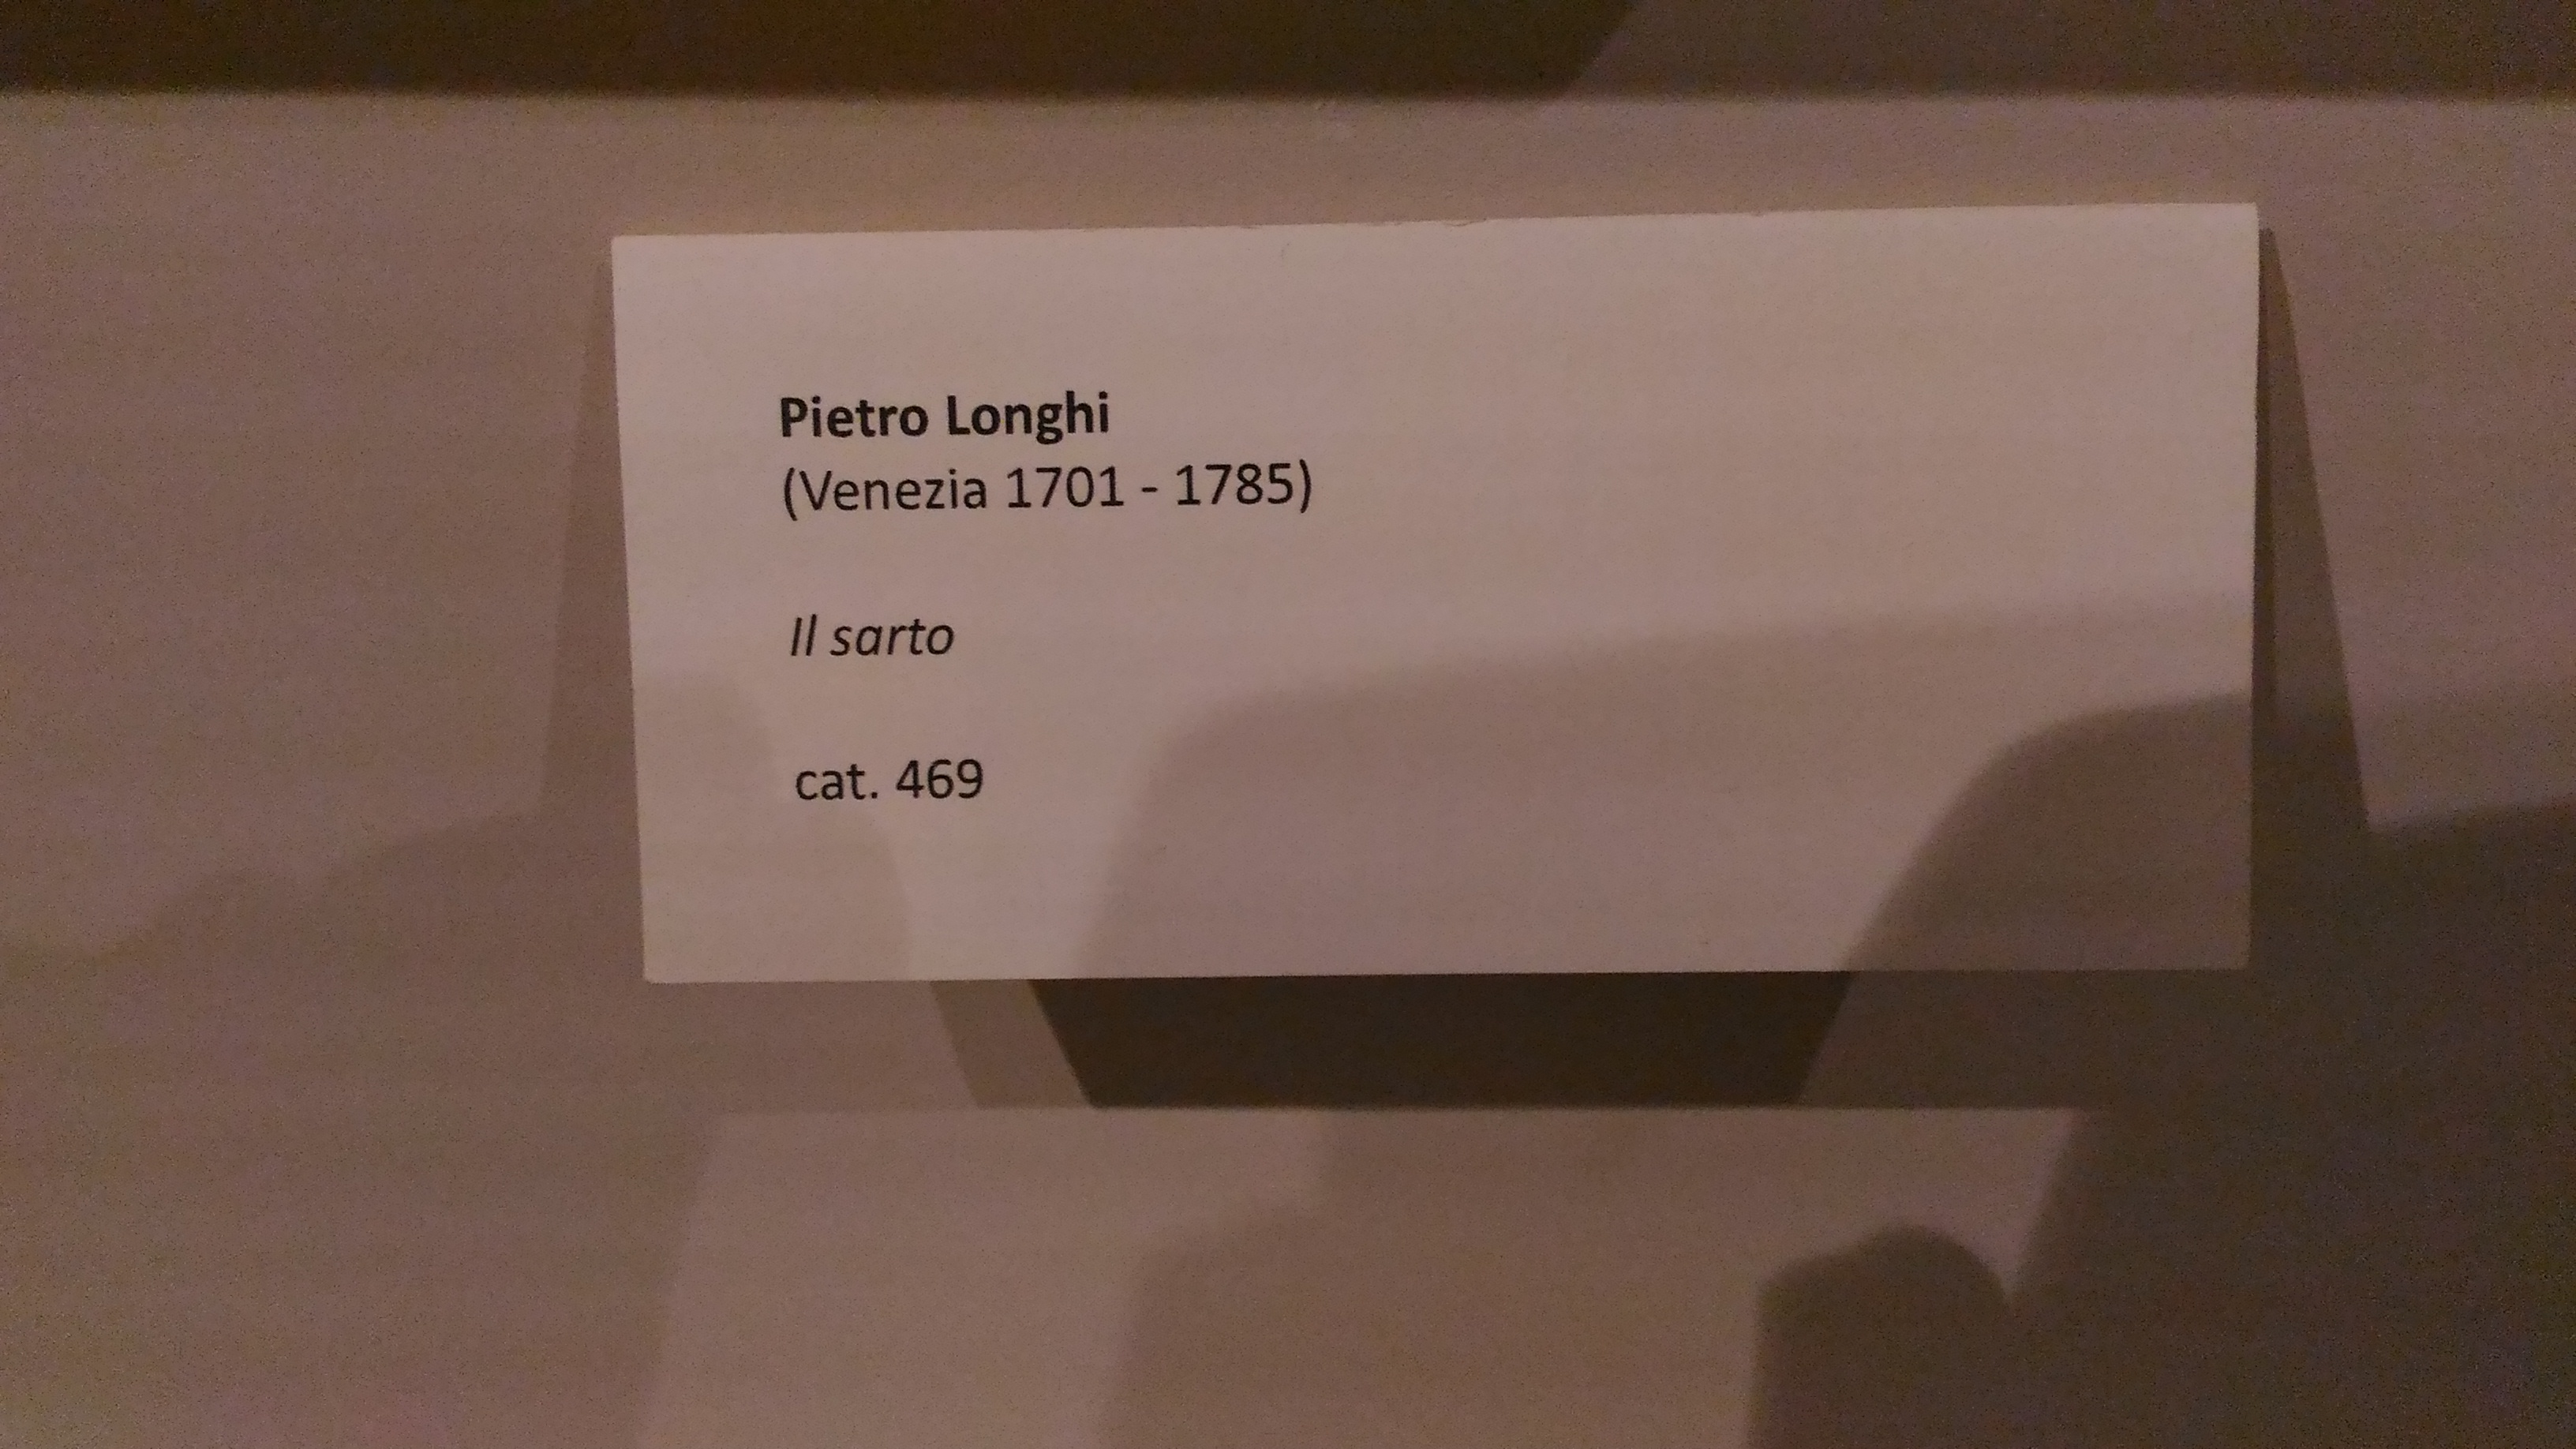 Pietro Longhi
(Venezia 1701 - 1785)
Il sarto
cat. 469